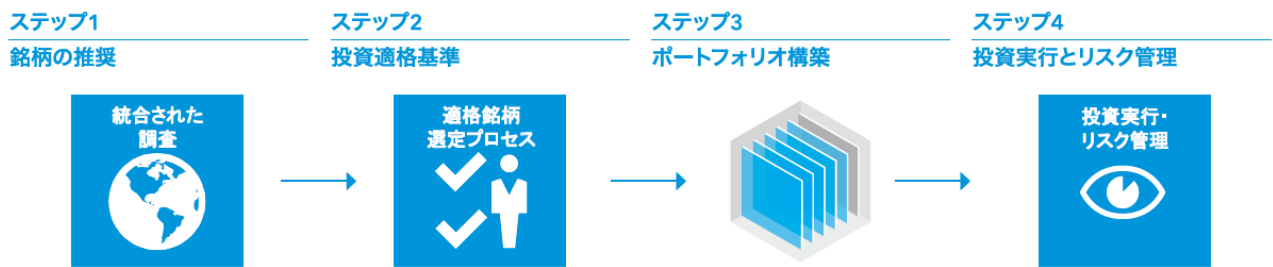 ステップ1
銘柄の推奨
統合された
調査
ステップ2
投資適格基準
適格銘柄
選定プロセス
ステップ3
ポートフォリオ構築
ステップ4
投資実行とリスク管理
投資実行・
リスク管理